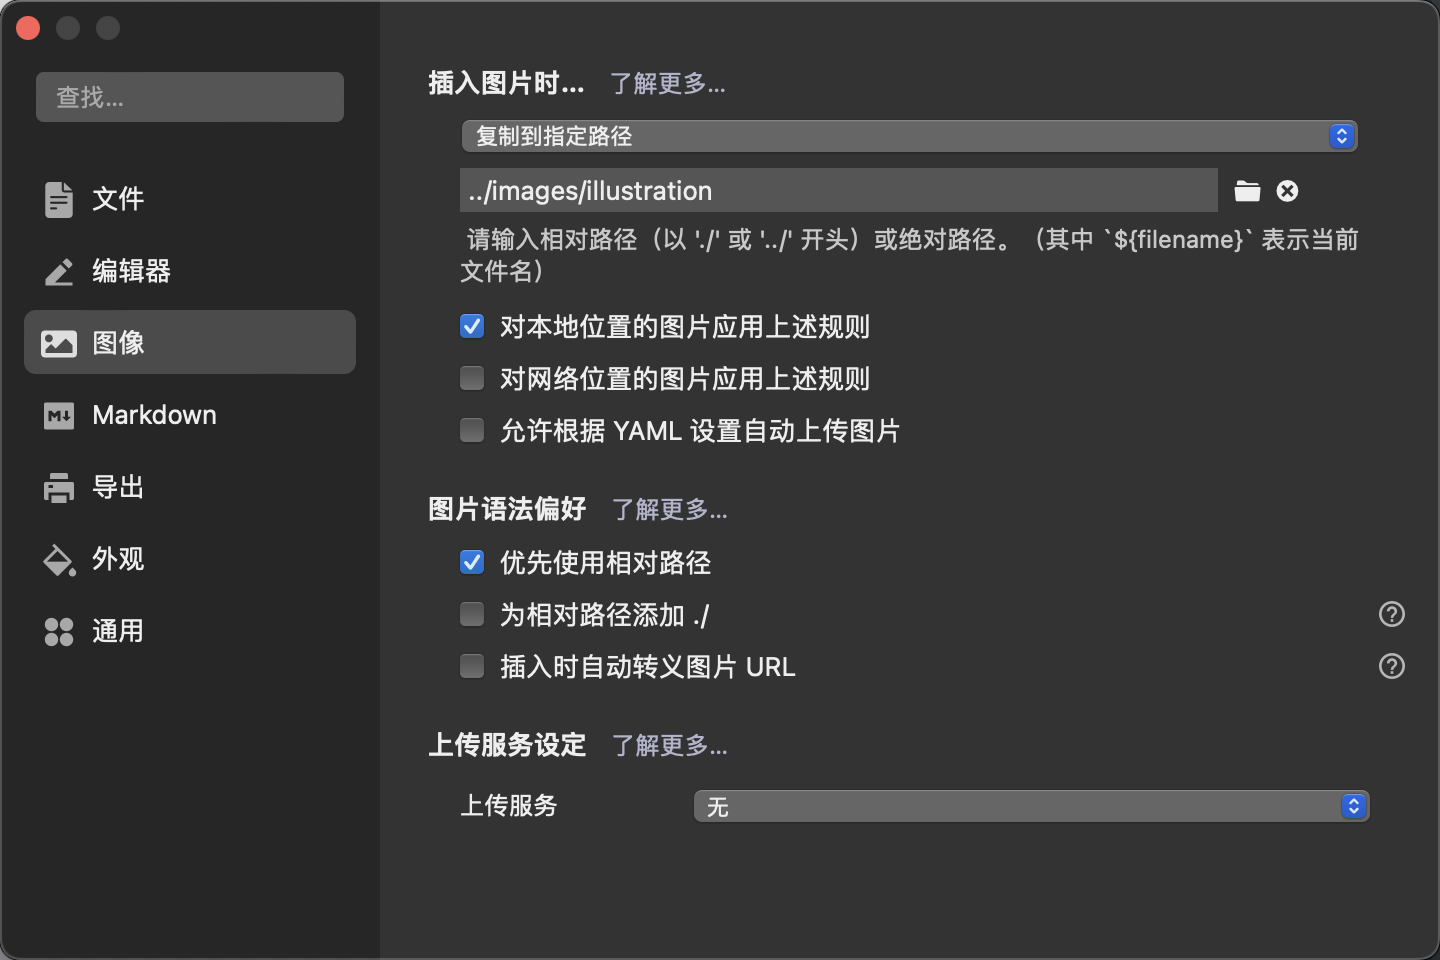 查找...
文件
编辑器
图像
Markdown
导出
外观
通用
插入图片时... 了解更多...
复制到指定路径
../images/illustration
请输入相对路径（以 './' 或 '../' 开头）或绝对路径。（其中 `${filename}` 表示当前
文件名）
对本地位置的图片应用上述规则
对网络位置的图片应用上述规则
允许根据 YAML 设置自动上传图片
图片语法偏好 了解更多...
优先使用相对路径
为相对路径添加 ./
插入时自动转义图片 URL
上传服务设定 了解更多...
上传服务 无